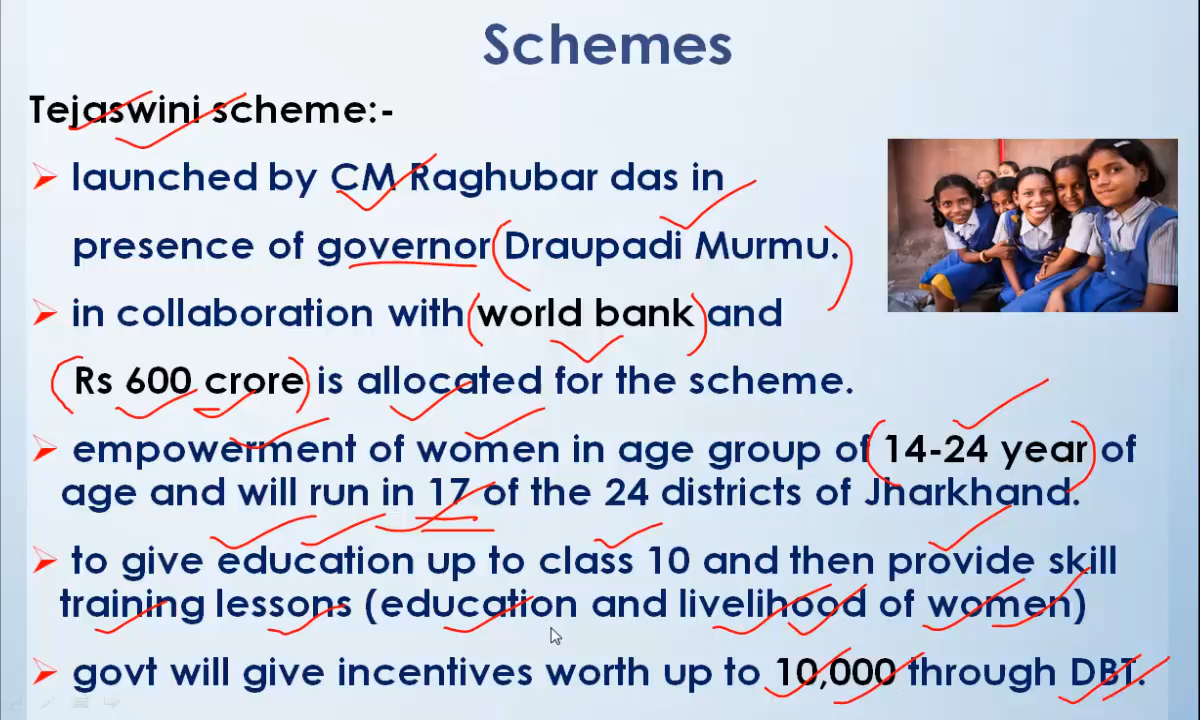 Schemes
Tejaswini scheme:-
➢ launched by CM Raghubar das in
presence of governor Draupadi Murmu.
➢ in collaboration with world bank and
Rs 600 crore is allocated for the scheme.
➢ empowerment of women in age group of 14-24 year of
age and will run in 17 of the 24 districts of Jharkhand.
➢ to give education up to class 10 and then provide skill
training lessons (education and livelihood of women)
➢ govt will give incentives worth up to 10,000 through DBT.